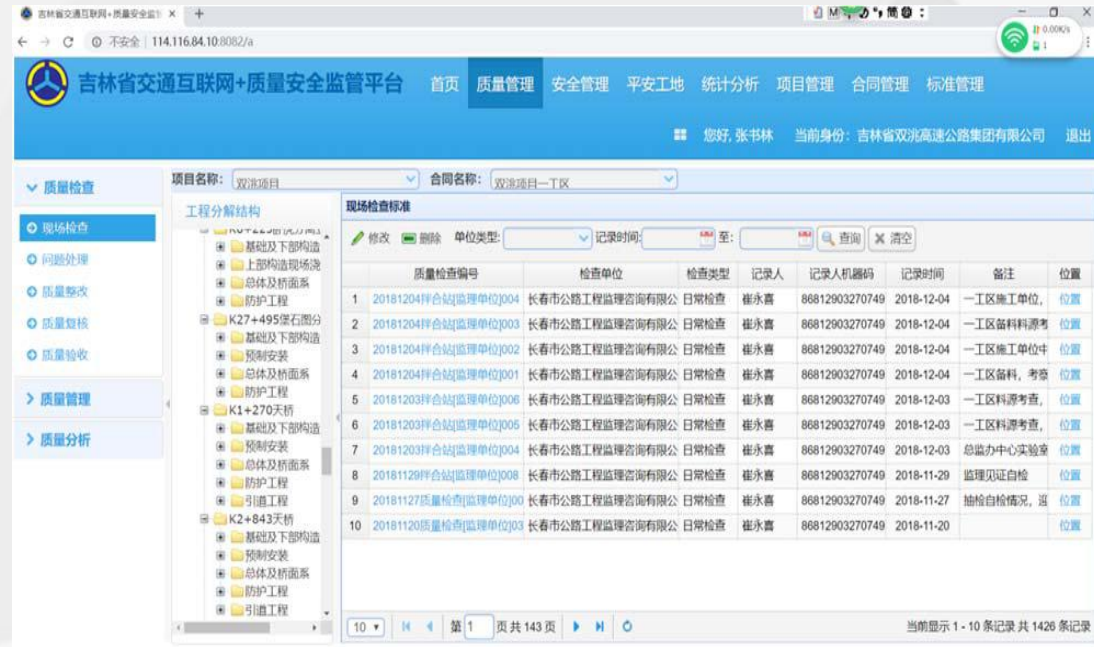 吉林省交通互联网+质量安全监管 × +
M 简
← → C 不安全 | 114.116.84.10:8082/a
0.00K/s
1
吉林省交通互联网+质量安全监管平台 首页 质量管理 安全管理 平安工地 统计分析 项目管理 合同管理 标准管理
您好, 张书林 当前身份: 吉林省双洮高速公路集团有限公司 退出
质量检查
现场检查
问题处理
质量整改
质量复核
质量验收
质量管理
质量分析
项目名称: 双洮项目 合同名称: 双洮项目一工区
工程分解结构
基础及下部构造
上部构造现场浇
总体及桥面系
防护工程
K27+495堡石图分
基础及下部构造
预制安装
总体及桥面系
防护工程
K1+270天桥
基础及下部构造
预制安装
总体及桥面系
防护工程
引道工程
K2+843天桥
基础及下部构造
预制安装
总体及桥面系
防护工程
引道工程
现场检查标准
修改 删除 单位类型: 记录时间: 至: 查询 清空
质量检查编号 检查单位 检查类型 记录人 记录人机器码 记录时间 备注 位置
1 20181204拌合站[监理单位]004 长春市公路工程监理咨询有限公 日常检查 崔永喜 86812903270749 2018-12-04 一工区施工单位, 位置
2 20181204拌合站[监理单位]003 长春市公路工程监理咨询有限公 日常检查 崔永喜 86812903270749 2018-12-04 一工区备料料源考 位置
3 20181204拌合站[监理单位]002 长春市公路工程监理咨询有限公 日常检查 崔永喜 86812903270749 2018-12-04 一工区施工单位中 位置
4 20181204拌合站[监理单位]001 长春市公路工程监理咨询有限公 日常检查 崔永喜 86812903270749 2018-12-04 一工区备料, 考察 位置
5 20181203拌合站[监理单位]006 长春市公路工程监理咨询有限公 日常检查 崔永喜 86812903270749 2018-12-03 一工区料源考查, 位置
6 20181203拌合站[监理单位]005 长春市公路工程监理咨询有限公 日常检查 崔永喜 86812903270749 2018-12-03 一工区料源考查, 位置
7 20181203拌合站[监理单位]004 长春市公路工程监理咨询有限公 日常检查 崔永喜 86812903270749 2018-12-03 总监办中心实验室 位置
8 20181129拌合站[监理单位]008 长春市公路工程监理咨询有限公 日常检查 崔永喜 86812903270749 2018-11-29 监理见证自检 位置
9 20181127质量检查[监理单位]00 长春市公路工程监理咨询有限公 日常检查 崔永喜 86812903270749 2018-11-27 抽检自检情况, 迎 位置
10 20181120质量检查[监理单位]03 长春市公路工程监理咨询有限公 日常检查 崔永喜 86812903270749 2018-11-20 位置
10 第 1 页共 143 页 当前显示 1 - 10 条记录 共 1426 条记录